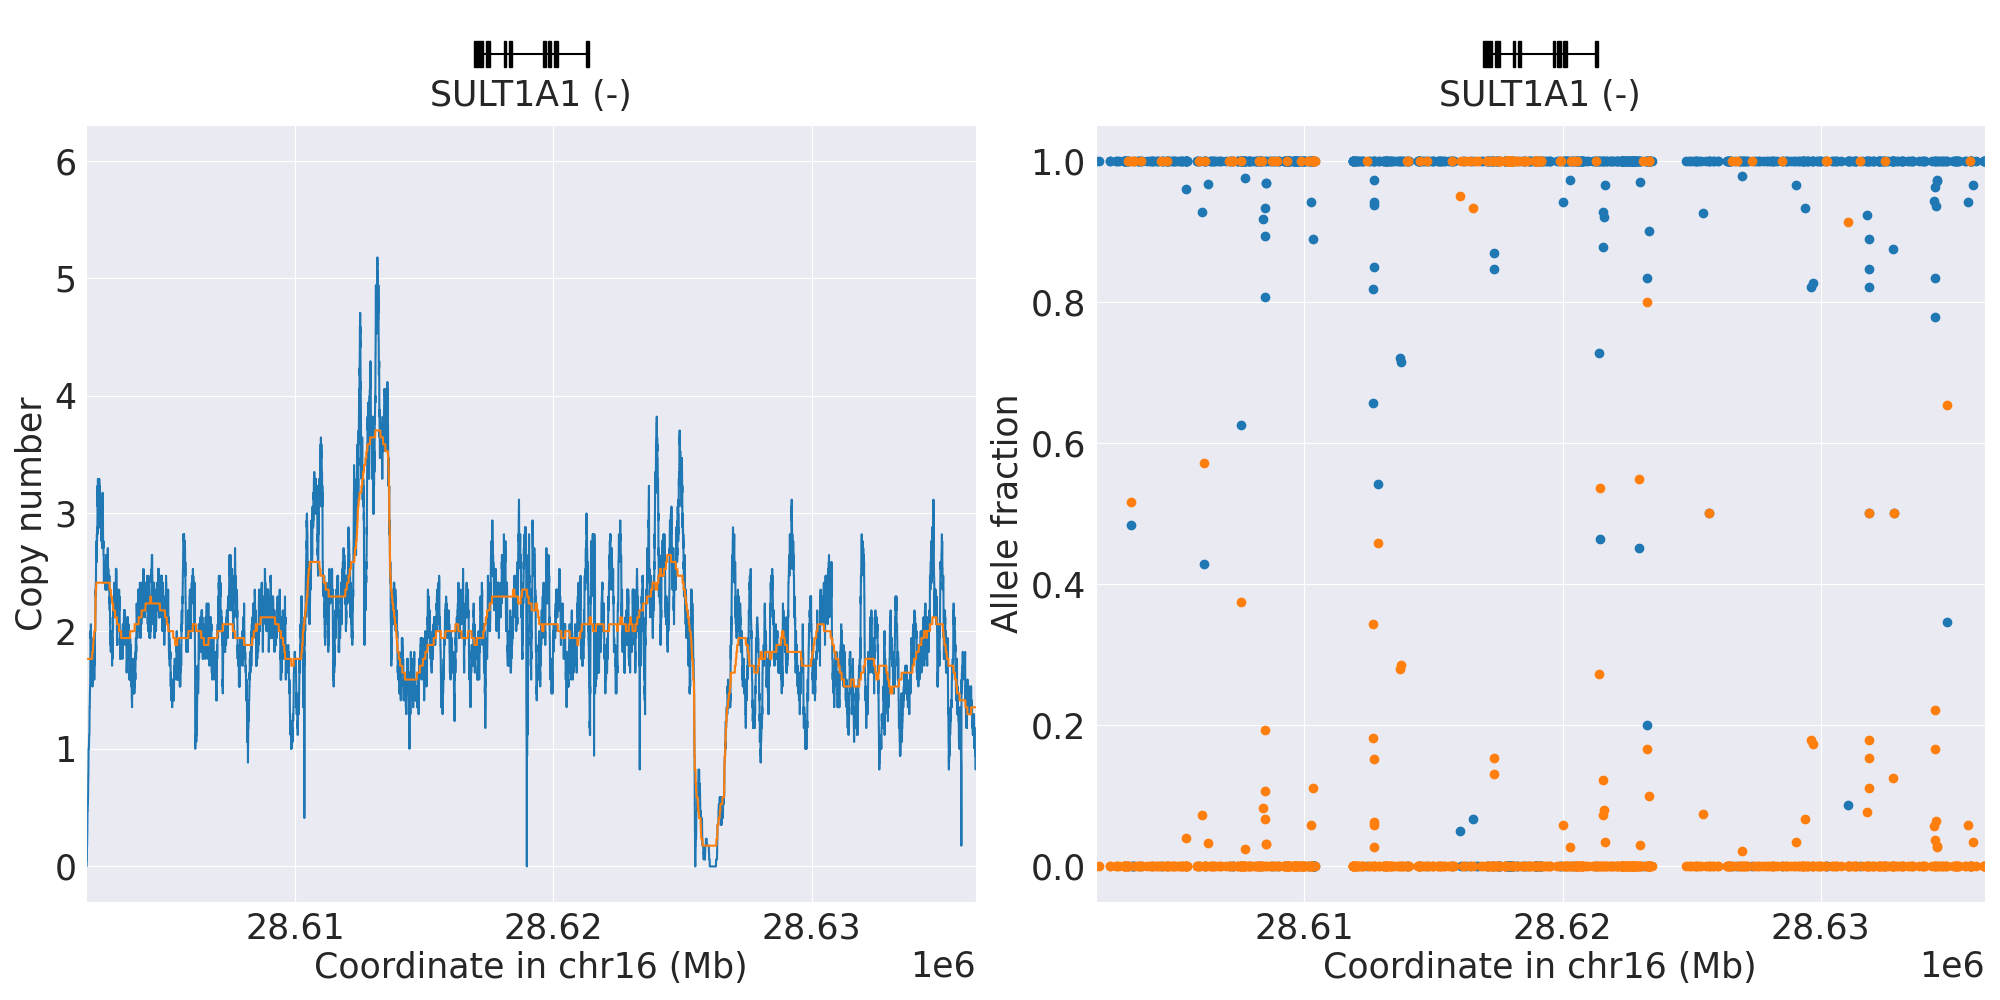 SULT1A1 (-)
6
5
4
3
2
1
0
Copy number
28.61
28.62
28.63
Coordinate in chr16 (Mb)
1e6
SULT1A1 (-)
1.0
0.8
0.6
0.4
0.2
0.0
Allele fraction
28.61
28.62
28.63
Coordinate in chr16 (Mb)
1e6